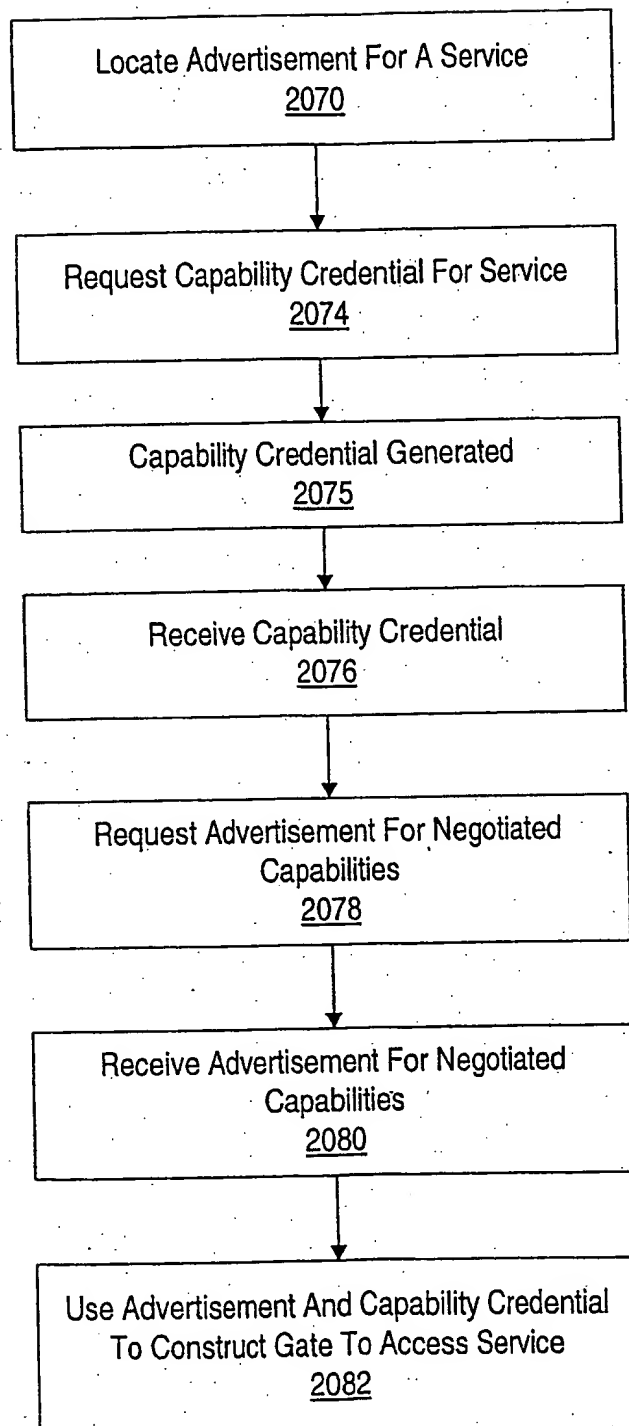 Locate Advertisement For A Service
2070
Request Capability Credential For Service
2074
Capability Credential Generated
2075
Receive Capability Credential
2076
Request Advertisement For Negotiated
Capabilities
2078
Receive Advertisement For Negotiated
Capabilities
2080
Use Advertisement And Capability Credential
To Construct Gate To Access Service
2082